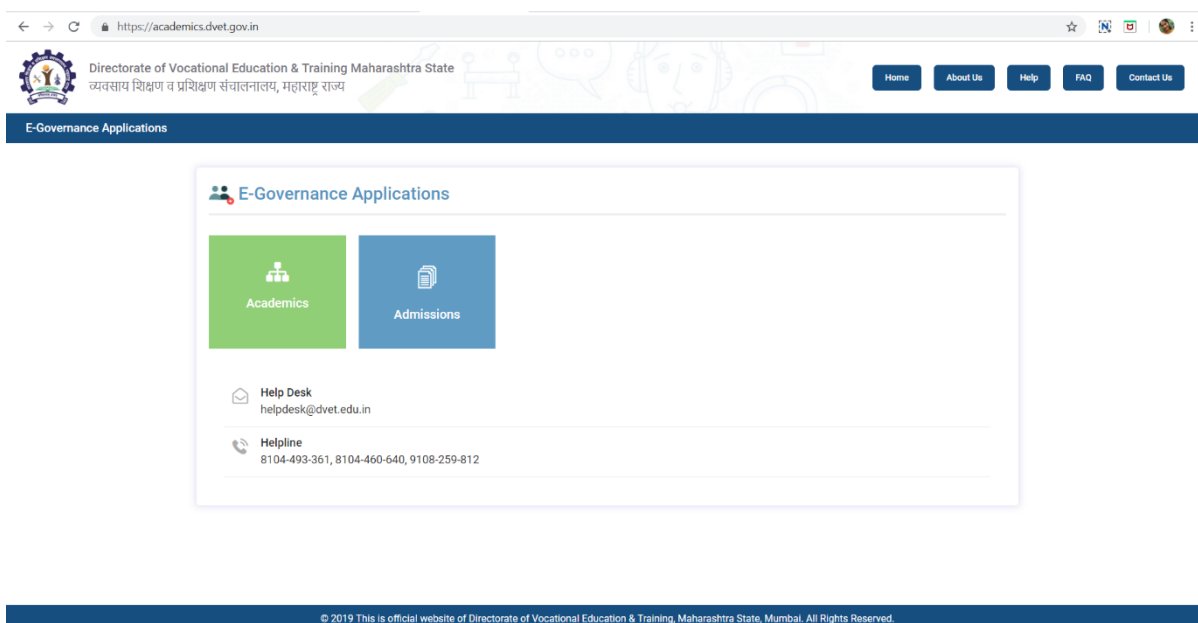 https://academics.dvet.gov.in
Directorate of Vocational Education & Training Maharashtra State
व्यवसाय शिक्षण व प्रशिक्षण संचालनालय, महाराष्ट्र राज्य
Home About Us Help FAQ Contact Us
E-Governance Applications
E-Governance Applications
Academics
Admissions
Help Desk
helpdesk@dvet.edu.in
Helpline
8104-493-361, 8104-460-640, 9108-259-812
© 2019 This is official website of Directorate of Vocational Education & Training, Maharashtra State, Mumbai. All Rights Reserved.